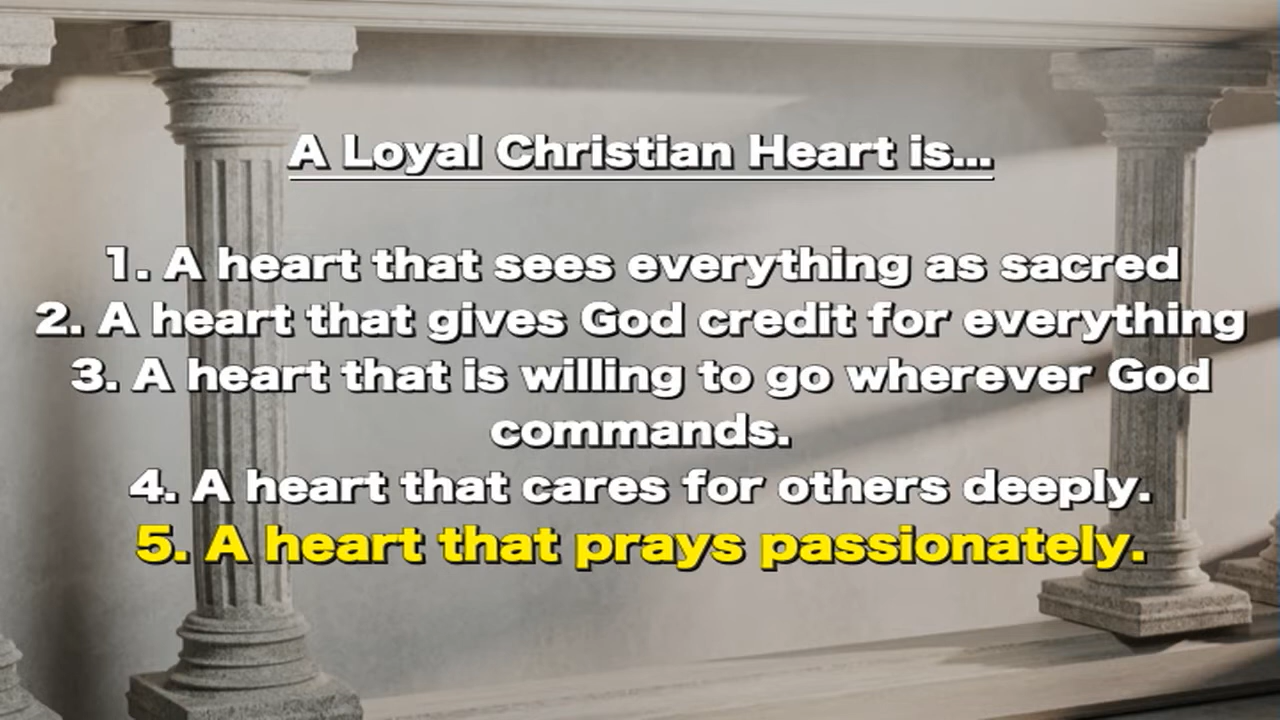 A Loyal Christian Heart is...
1. A heart that sees everything as sacred
2. A heart that gives God credit for everything
3. A heart that is willing to go wherever God
commands.
4. A heart that cares for others deeply.
5. A heart that prays passionately.